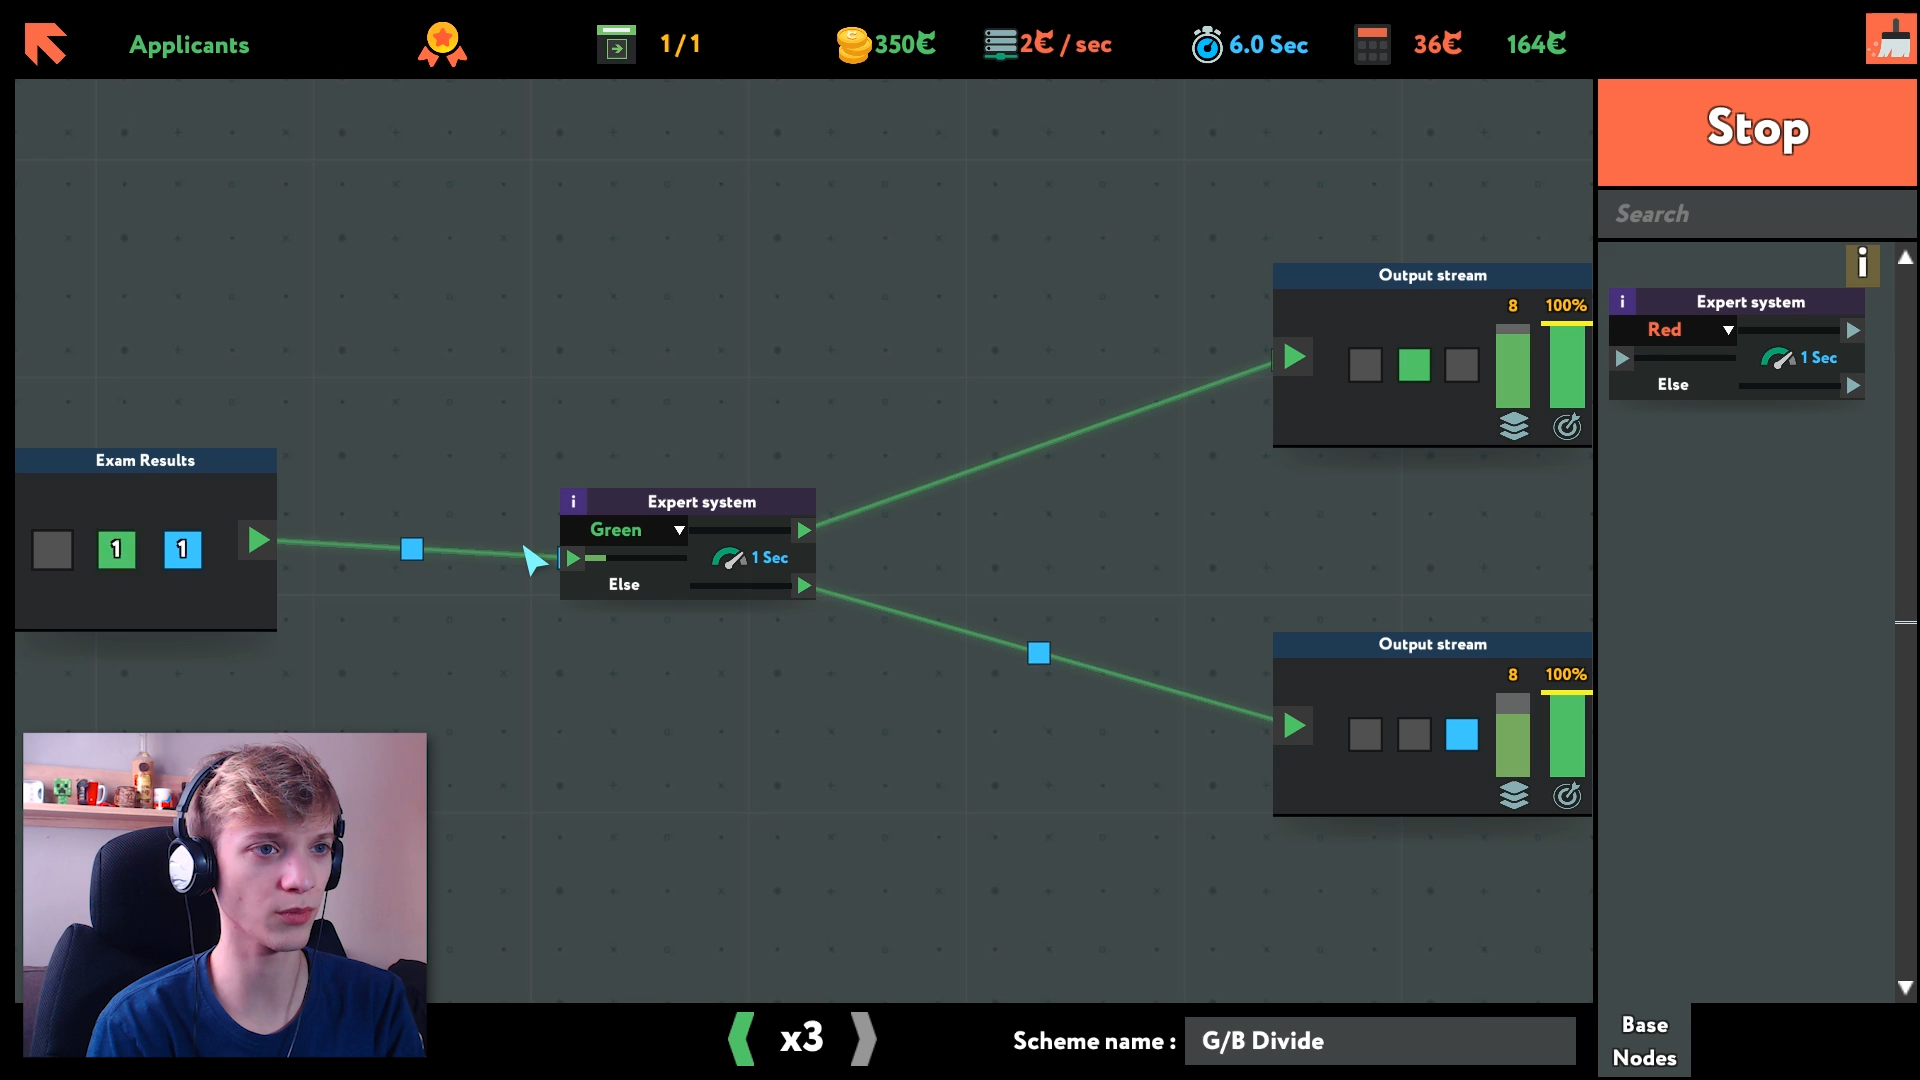 Applicants
1/1
350€
2€ / sec
6.0 Sec
36€
164€
Stop
Search
i
i Expert system
Red
1 Sec
Else
Output stream
8 100%
Exam Results
1 1
i Expert system
Green
1 Sec
Else
Output stream
8 100%
x3
Scheme name :
G/B Divide
Base
Nodes